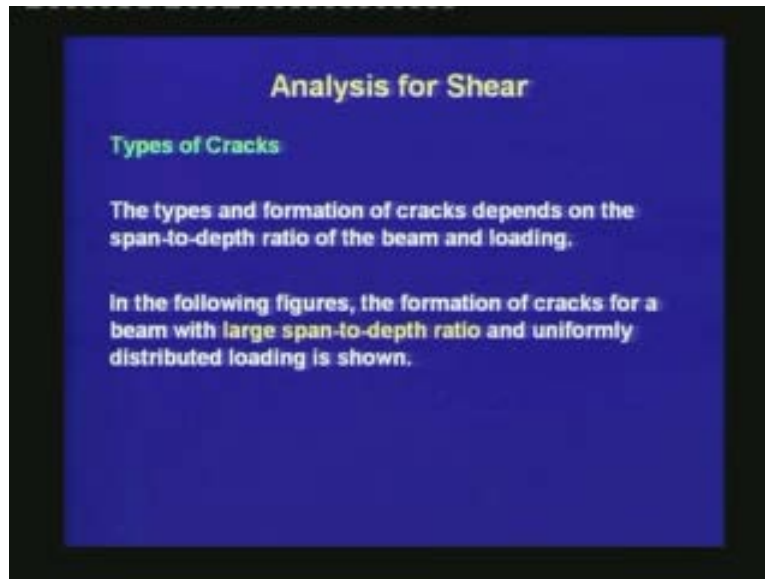 Analysis for Shear
Types of Cracks
The types and formation of cracks depends on the
span-to-depth ratio of the beam and loading.
In the following figures, the formation of cracks for a
beam with large span-to-depth ratio and uniformly
distributed loading is shown.